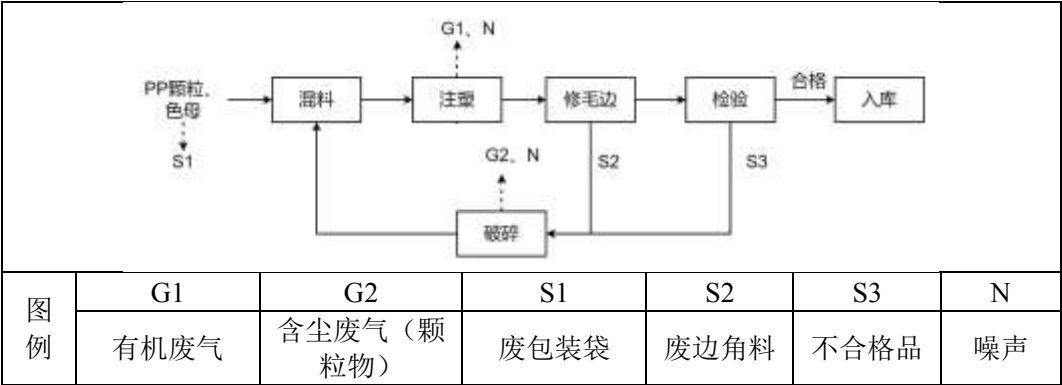 G1、N
PP颗粒、
色母
混料
注塑
修毛边
检验
合格
入库
S1
G2、N
S2
S3
破碎
图例
G1
G2
S1
S2
S3
N
有机废气
含尘废气（颗
粒物）
废包装袋
废边角料
不合格品
噪声